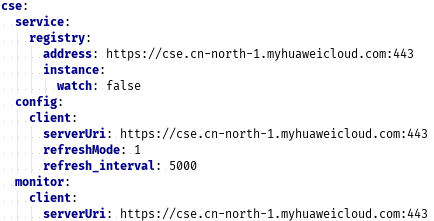 cse:
  service:
    registry:
      address: https://cse.cn-north-1.myhuaweicloud.com:443
      instance:
        watch: false
  config:
    client:
      serverUri: https://cse.cn-north-1.myhuaweicloud.com:443
      refreshMode: 1
      refresh_interval: 5000
  monitor:
    client:
      serverUri: https://cse.cn-north-1.myhuaweicloud.com:443